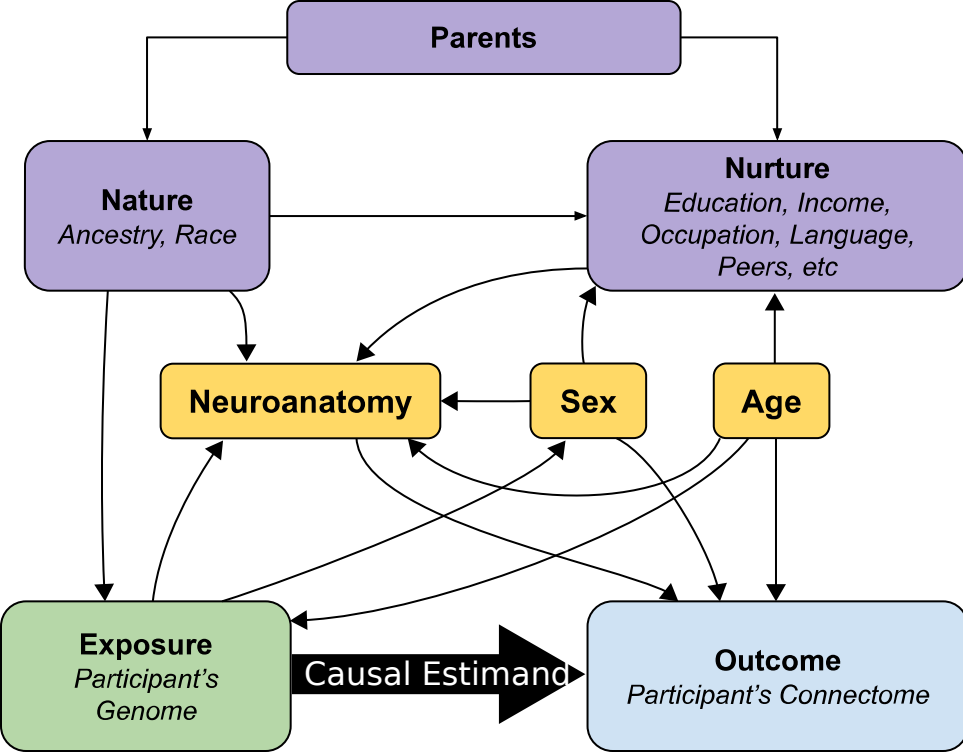 Parents
Nature
Ancestry, Race
Nurture
Education, Income,
Occupation, Language,
Peers, etc
Neuroanatomy
Sex
Age
Exposure
Participant’s
Genome
Causal Estimand
Outcome
Participant’s Connectome